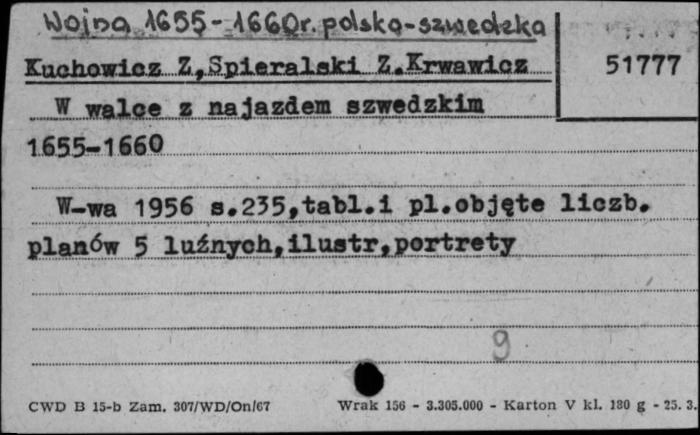 Wojna 1655-1660r. polsko-szwedzka
Kuchowicz Z,Spieralski Z.Krwawicz
51777
W walce z najazdem szwedzkim
1655-1660
W-wa 1956 s.235,tabl.i pl.objęte liczb.
planów 5 luźnych,ilustr,portrety
9
CWD B 15-b Zam. 307/WD/On/67
Wrak 156 - 3.305.000 - Karton V kl. 180 g - 25. 3.